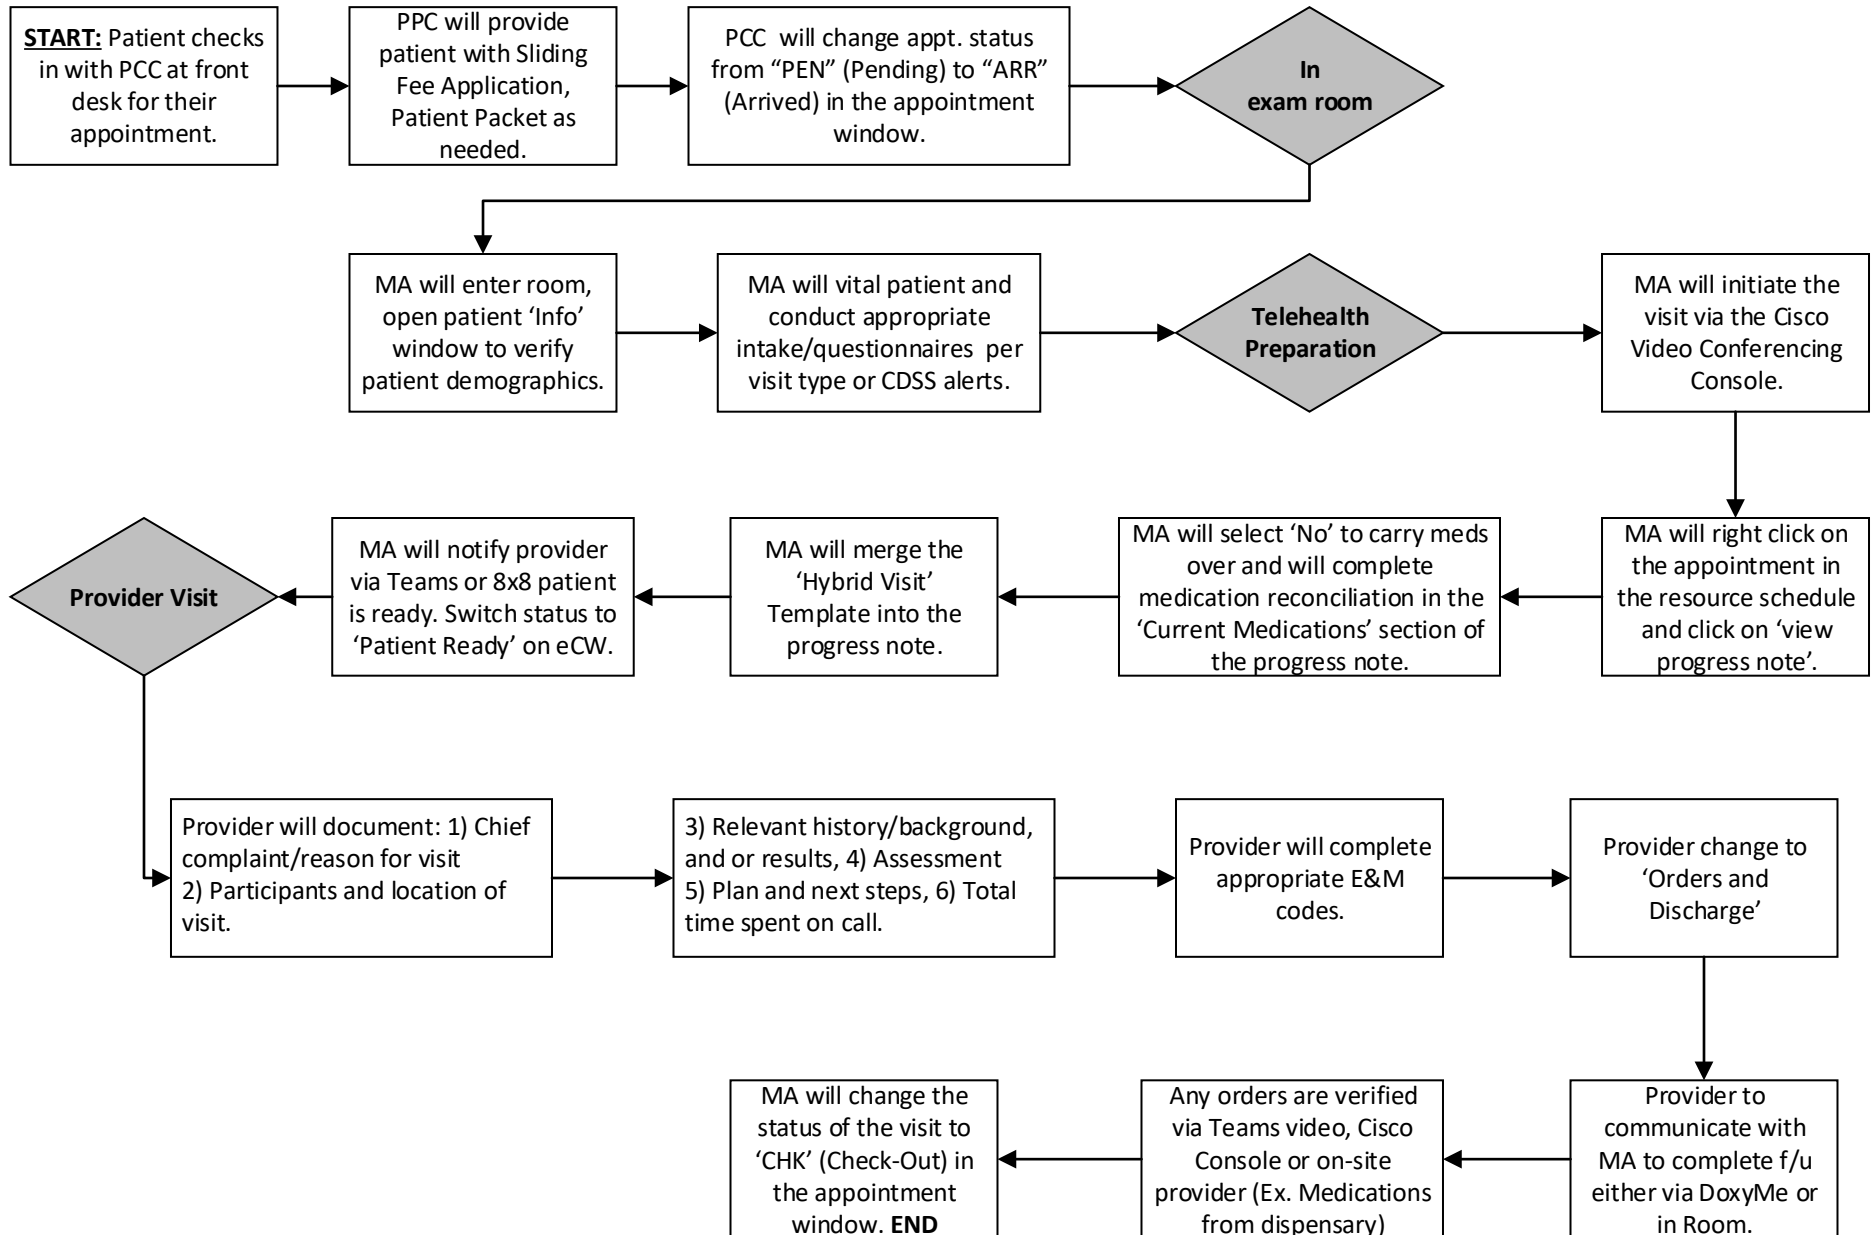 START: Patient checks
in with PCC at front
desk for their
appointment.
PPC will provide
patient with Sliding
Fee Application,
Patient Packet as
needed.
PCC will change appt. status
from “PEN” (Pending) to “ARR”
(Arrived) in the appointment
window.
In
exam room
MA will enter room,
open patient ‘Info’
window to verify
patient demographics.
MA will vital patient and
conduct appropriate
intake/questionnaires per
visit type or CDSS alerts.
Telehealth
Preparation
MA will initiate the
visit via the Cisco
Video Conferencing
Console.
MA will right click on
the appointment in
the resource schedule
and click on ‘view
progress note’.
MA will select ‘No’ to carry meds
over and will complete
medication reconciliation in the
‘Current Medications’ section of
the progress note.
MA will merge the
‘Hybrid Visit’
Template into the
progress note.
MA will notify provider
via Teams or 8x8 patient
is ready. Switch status to
‘Patient Ready’ on eCW.
Provider Visit
Provider will document: 1) Chief
complaint/reason for visit
2) Participants and location of
visit.
3) Relevant history/background,
and or results, 4) Assessment
5) Plan and next steps, 6) Total
time spent on call.
Provider will complete
appropriate E&M
codes.
Provider change to
‘Orders and
Discharge’
Provider to
communicate with
MA to complete f/u
either via DoxyMe or
in Room.
Any orders are verified
via Teams video, Cisco
Console or on-site
provider (Ex. Medications
from dispensary)
MA will change the
status of the visit to
‘CHK’ (Check-Out) in
the appointment
window. END